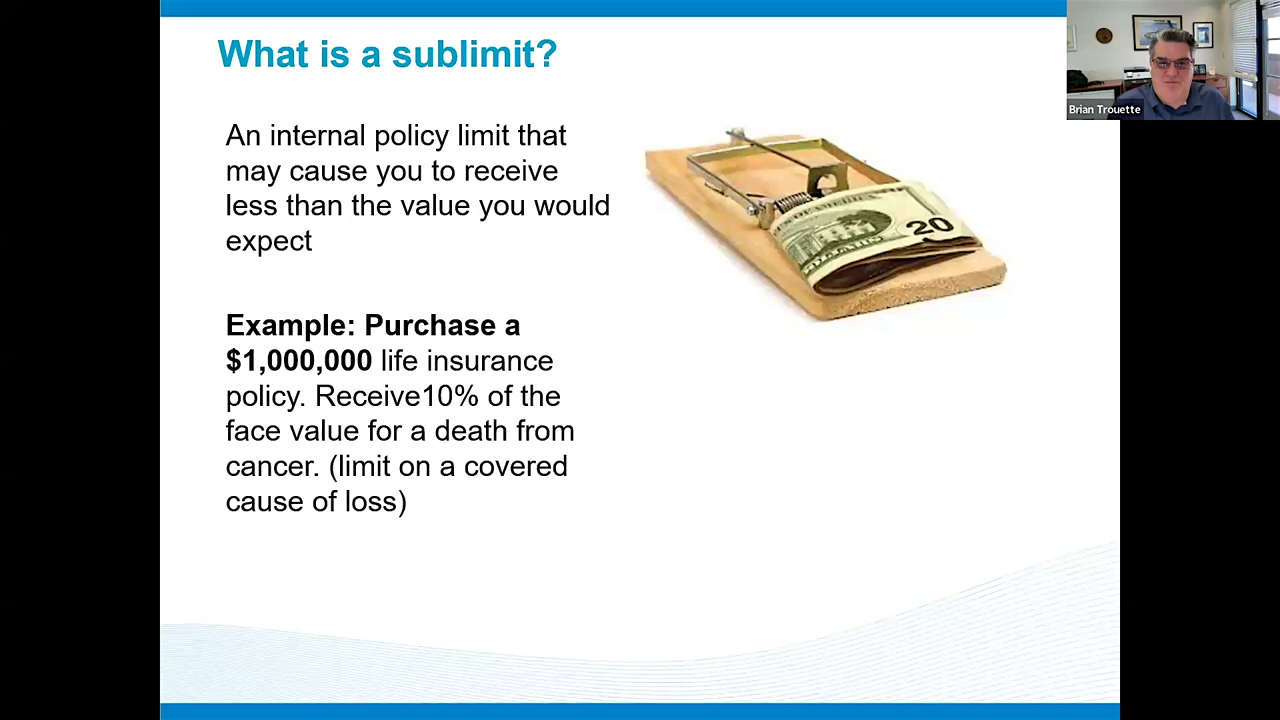 What is a sublimit?
An internal policy limit that
may cause you to receive
less than the value you would
expect
Example: Purchase a
$1,000,000 life insurance
policy. Receive10% of the
face value for a death from
cancer. (limit on a covered
cause of loss)
20
Brian Trouette